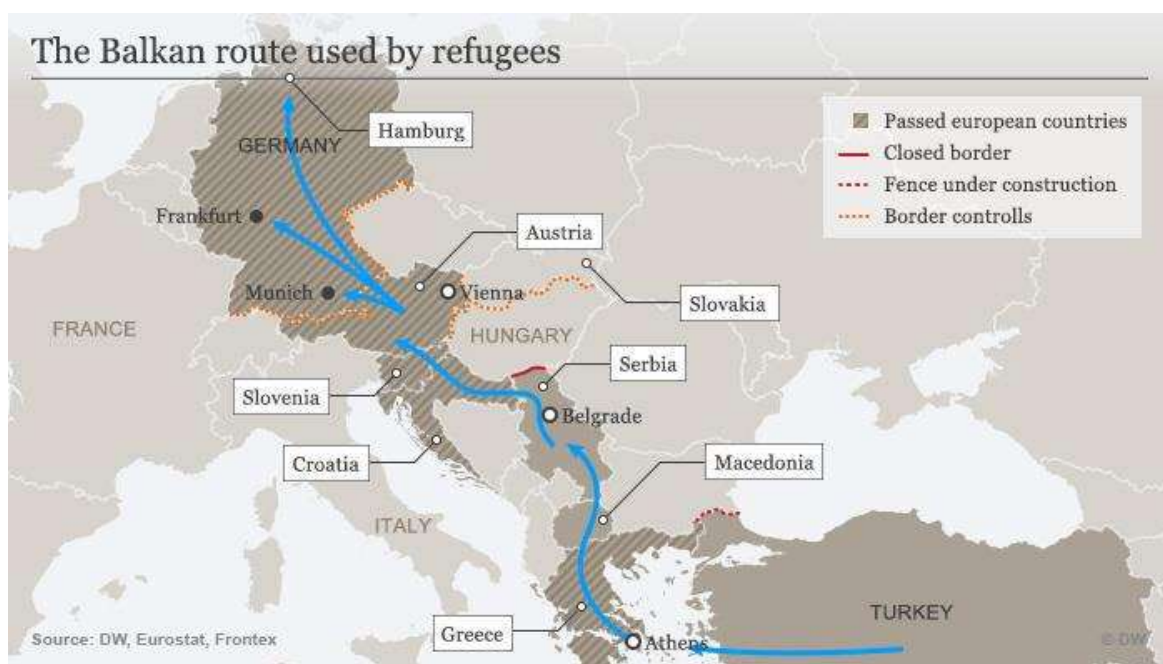 The Balkan route used by refugees
Passed european countries
Closed border
Fence under construction
Border controlls
Hamburg
GERMANY
Frankfurt
Austria
Munich
Vienna
Slovakia
FRANCE
HUNGARY
Serbia
Slovenia
Belgrade
Croatia
Macedonia
ITALY
TURKEY
Greece
Athens
Source: DW, Eurostat, Frontex
© DW